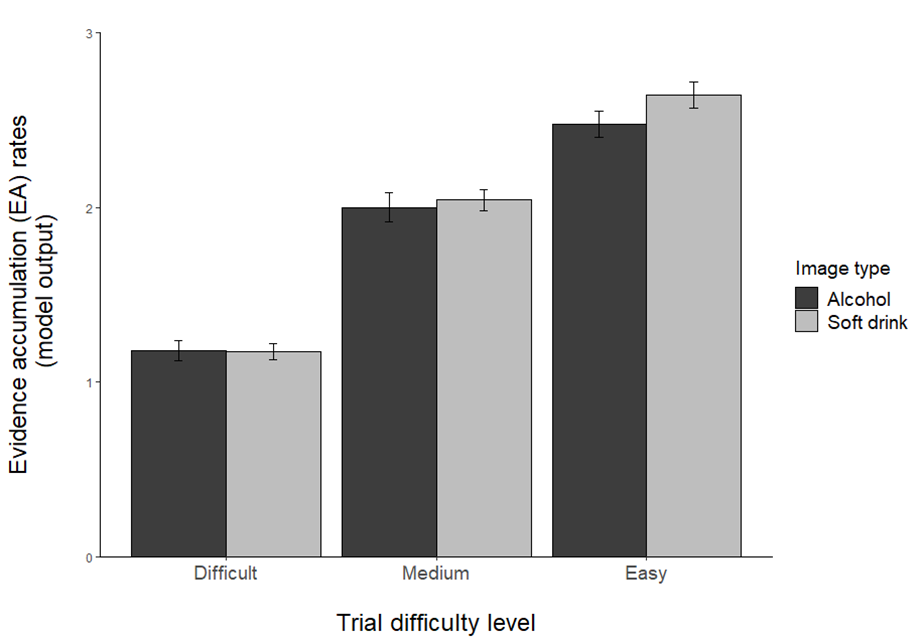 3
2
1
0
Evidence accumulation (EA) rates
(model output)
Difficult
Medium
Easy
Trial difficulty level
Image type
Alcohol
Soft drink